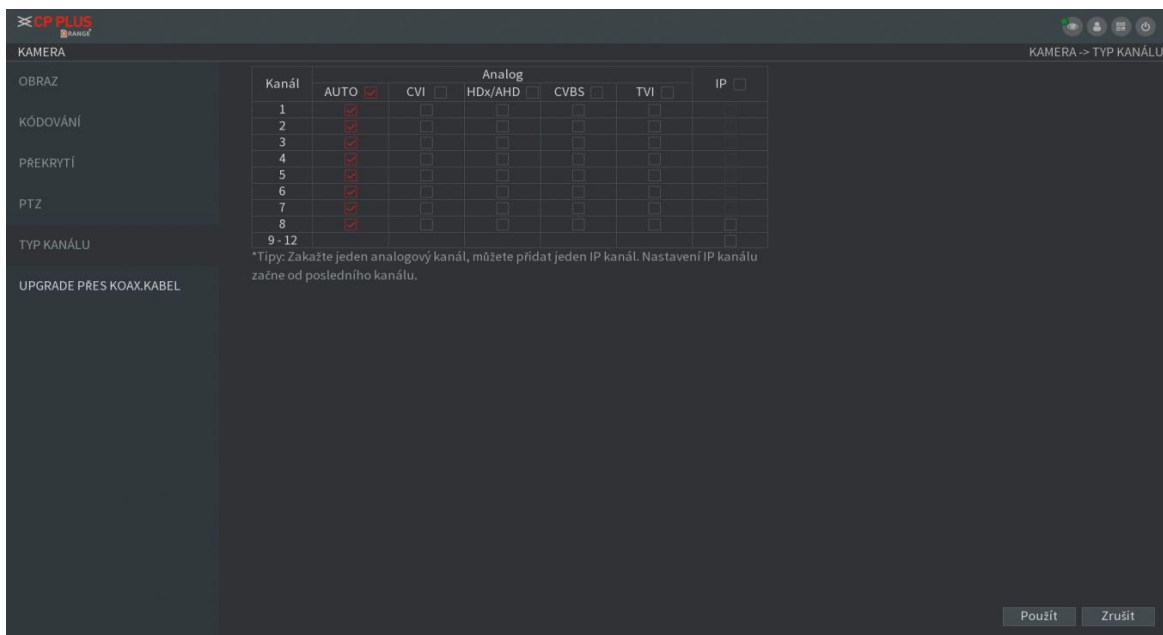 CP PLUS
ORANGE
KAMERA
KAMERA -> TYP KANÁLU
OBRAZ
KÓDOVÁNÍ
PŘEKRYTÍ
PTZ
TYP KANÁLU
UPGRADE PŘES KOAX.KABEL
Kanál
Analog
IP
AUTO CVI HDx/AHD CVBS TVI
1
2
3
4
5
6
7
8
9 - 12
*Tipy: Zakažte jeden analogový kanál, můžete přidat jeden IP kanál. Nastavení IP kanálu
začne od posledního kanálu.
Použít Zrušit